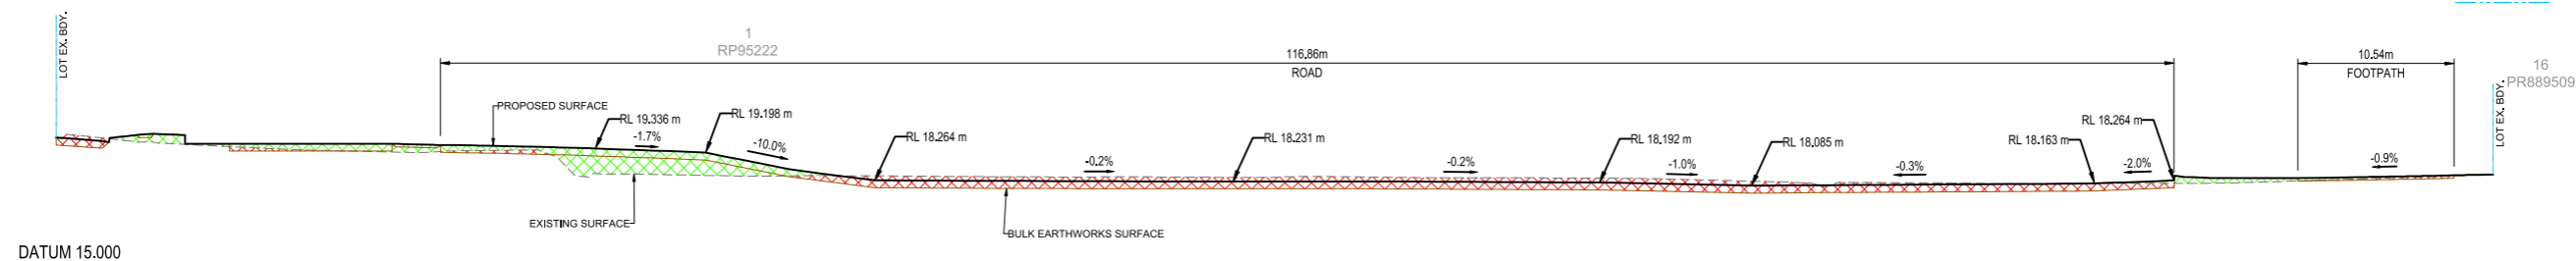 LOT EX. BDY.
1
RP95222
116.86m
ROAD
10.54m
FOOTPATH
16
PR889509
LOT EX. BDY.
PROPOSED SURFACE
RL 19.336 m
-1.7%
RL 19.198 m
-10.0%
RL 18.264 m
-0.2%
RL 18.231 m
-0.2%
RL 18.192 m
-1.0%
RL 18.085 m
-0.3%
RL 18.163 m
RL 18.264 m
-2.0%
-0.9%
EXISTING SURFACE
BULK EARTHWORKS SURFACE
DATUM 15.000